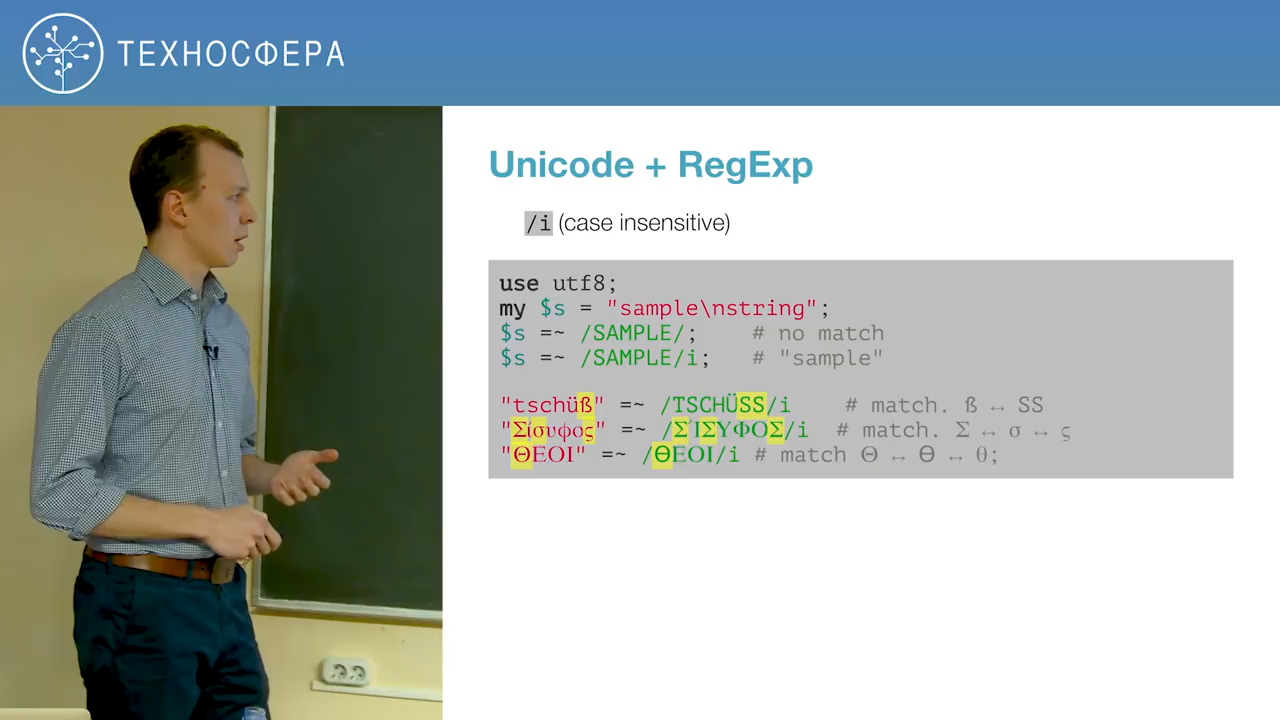 ТЕХНОСФЕРА
Unicode + RegExp
/i (case insensitive)
use utf8;
my $s = "sample\nstring";
$s =~ /SAMPLE/; # no match
$s =~ /SAMPLE/i; # "sample"
"tschüß" =~ /TSCHÜSS/i # match. ß ↔ SS
"Σίσυφος" =~ /ΣΊΣΥΦΟΣ/i # match. Σ ↔ σ ↔ ς
"ΘΕΟΙ" =~ /ϴΕΟΙ/i # match Θ ↔ ϴ ↔ θ;